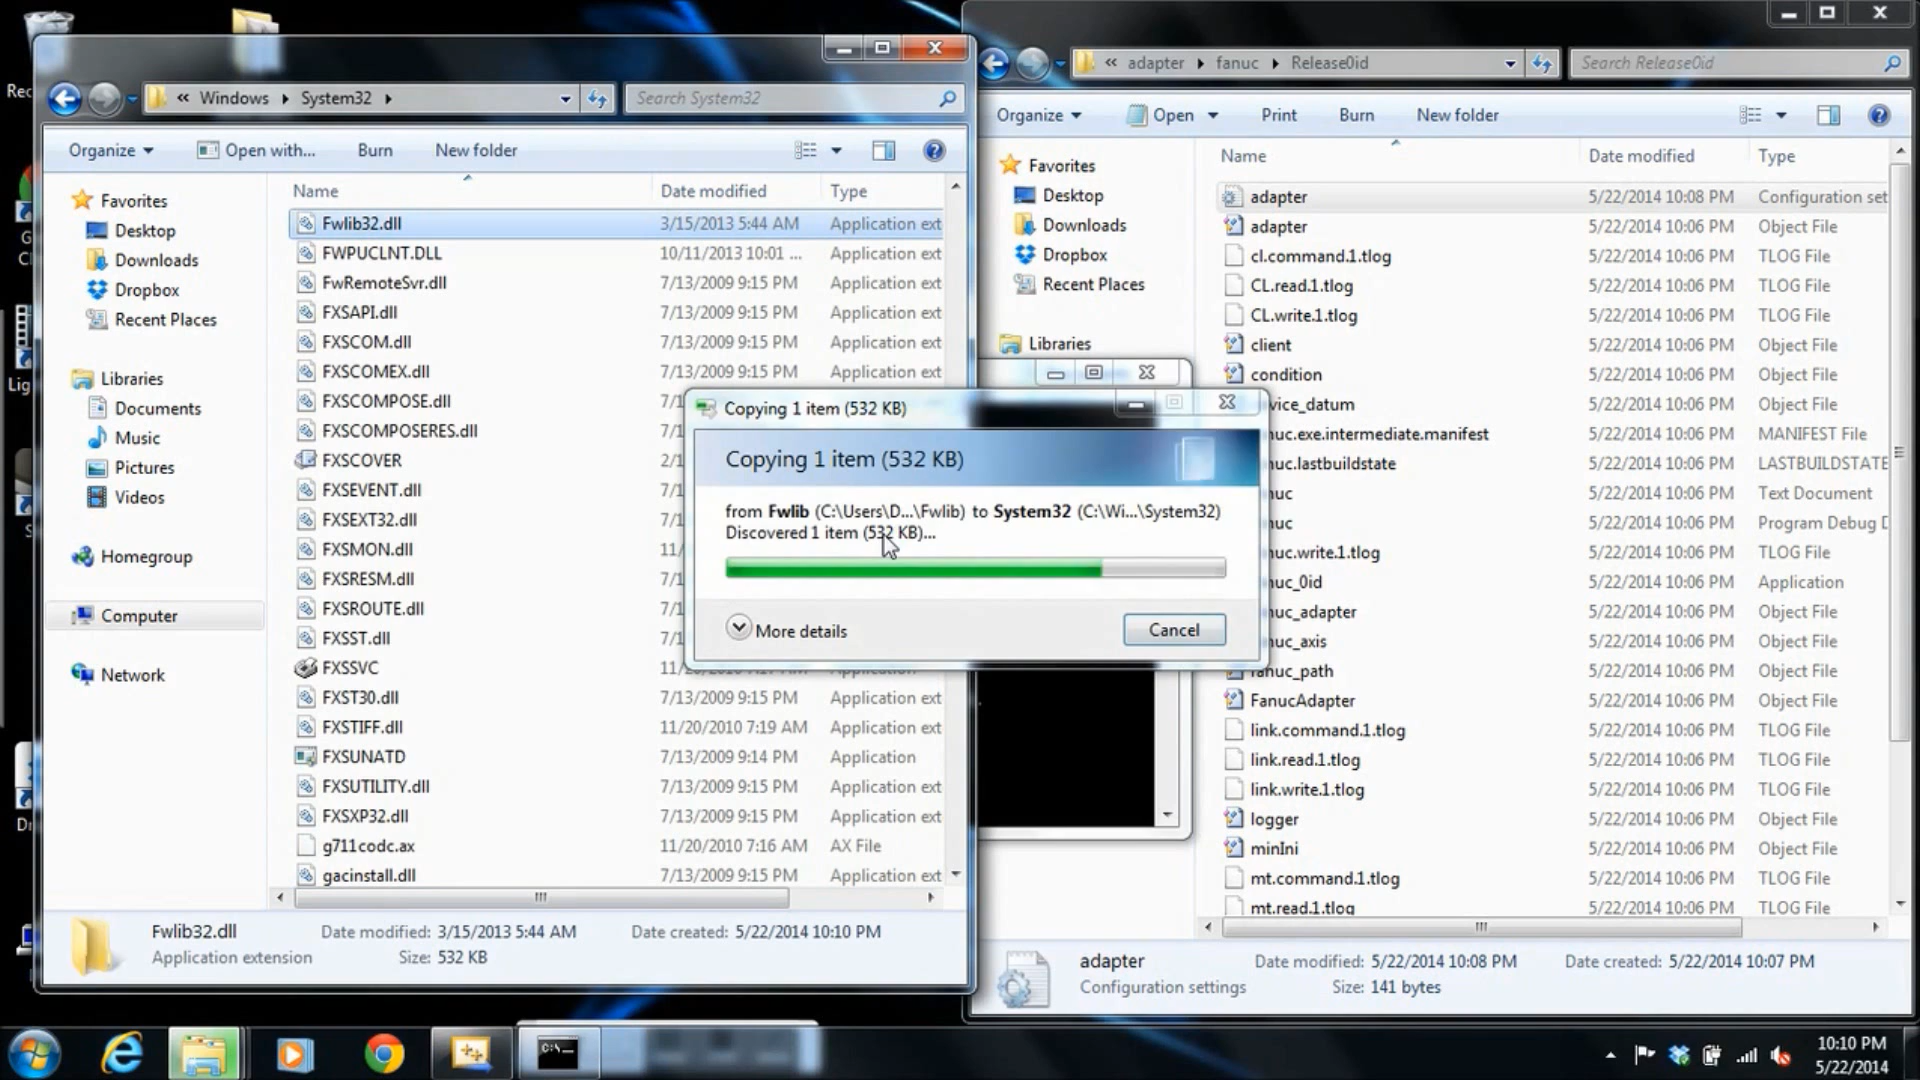 « Windows ▸ System32 ▸
Search System32
Organize ▾
Open with...
Burn
New folder
Favorites
Desktop
Downloads
Dropbox
Recent Places
Libraries
Documents
Music
Pictures
Videos
Homegroup
Computer
Network
Name Date modified Type
Fwlib32.dll 3/15/2013 5:44 AM Application ext
FWPUCLNT.DLL 10/11/2013 10:01 ... Application ext
FwRemoteSvr.dll 7/13/2009 9:15 PM Application ext
FXSAPI.dll 7/13/2009 9:15 PM Application ext
FXSCOM.dll 7/13/2009 9:15 PM Application ext
FXSCOMEX.dll 7/13/2009 9:15 PM Application ext
FXSCOMPOSE.dll
FXSCOMPOSERES.dll
FXSCOVER
FXSEVENT.dll
FXSEXT32.dll
FXSMON.dll
FXSRESM.dll
FXSROUTE.dll
FXSST.dll
FXSSVC
FXST30.dll 7/13/2009 9:15 PM Application ext
FXSTIFF.dll 11/20/2010 7:19 AM Application ext
FXSUNATD 7/13/2009 9:14 PM Application
FXSUTILITY.dll 7/13/2009 9:15 PM Application ext
FXSXP32.dll 7/13/2009 9:15 PM Application ext
g711codc.ax 11/20/2010 7:16 AM AX File
gacinstall.dll 7/13/2009 9:15 PM Application ext
Fwlib32.dll Date modified: 3/15/2013 5:44 AM Date created: 5/22/2014 10:10 PM
Application extension Size: 532 KB
Copying 1 item (532 KB)
Copying 1 item (532 KB)
from Fwlib (C:\Users\D...\Fwlib) to System32 (C:\Wi...\System32)
Discovered 1 item (532 KB)...
More details
Cancel
« adapter ▸ fanuc ▸ Release0id
Search Release0id
Organize ▾
Open ▾
Print
Burn
New folder
Favorites
Desktop
Downloads
Dropbox
Recent Places
Libraries
Name Date modified Type
adapter 5/22/2014 10:08 PM Configuration set
adapter 5/22/2014 10:06 PM Object File
cl.command.1.tlog 5/22/2014 10:06 PM TLOG File
CL.read.1.tlog 5/22/2014 10:06 PM TLOG File
CL.write.1.tlog 5/22/2014 10:06 PM TLOG File
client 5/22/2014 10:06 PM Object File
condition 5/22/2014 10:06 PM Object File
vice_datum 5/22/2014 10:06 PM Object File
nuc.exe.intermediate.manifest 5/22/2014 10:06 PM MANIFEST File
nuc.lastbuildstate 5/22/2014 10:06 PM LASTBUILDSTATE
nuc 5/22/2014 10:06 PM Text Document
nuc 5/22/2014 10:06 PM Program Debug D
nuc.write.1.tlog 5/22/2014 10:06 PM TLOG File
nuc_0id 5/22/2014 10:06 PM Application
nuc_adapter 5/22/2014 10:06 PM Object File
nuc_axis 5/22/2014 10:06 PM Object File
fanuc_path 5/22/2014 10:06 PM Object File
FanucAdapter 5/22/2014 10:06 PM Object File
link.command.1.tlog 5/22/2014 10:06 PM TLOG File
link.read.1.tlog 5/22/2014 10:06 PM TLOG File
link.write.1.tlog 5/22/2014 10:06 PM TLOG File
logger 5/22/2014 10:06 PM Object File
minIni 5/22/2014 10:06 PM Object File
mt.command.1.tlog 5/22/2014 10:06 PM TLOG File
mt.read.1.tlog 5/22/2014 10:06 PM TLOG File
adapter Date modified: 5/22/2014 10:08 PM Date created: 5/22/2014 10:07 PM
Configuration settings Size: 141 bytes
10:10 PM
5/22/2014